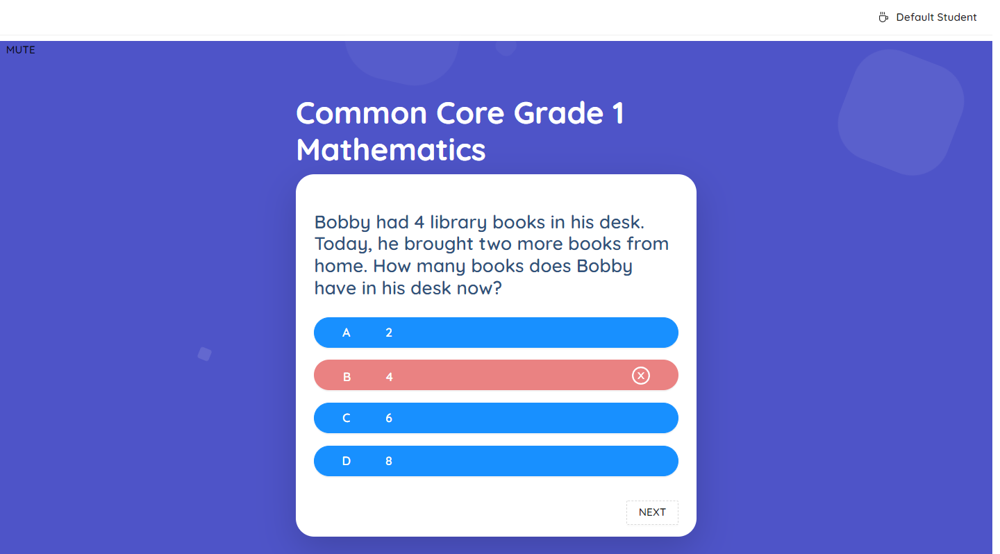 Default Student
MUTE
Common Core Grade 1
Mathematics
Bobby had 4 library books in his desk.
Today, he brought two more books from
home. How many books does Bobby
have in his desk now?
A 2
B 4 X
C 6
D 8
NEXT